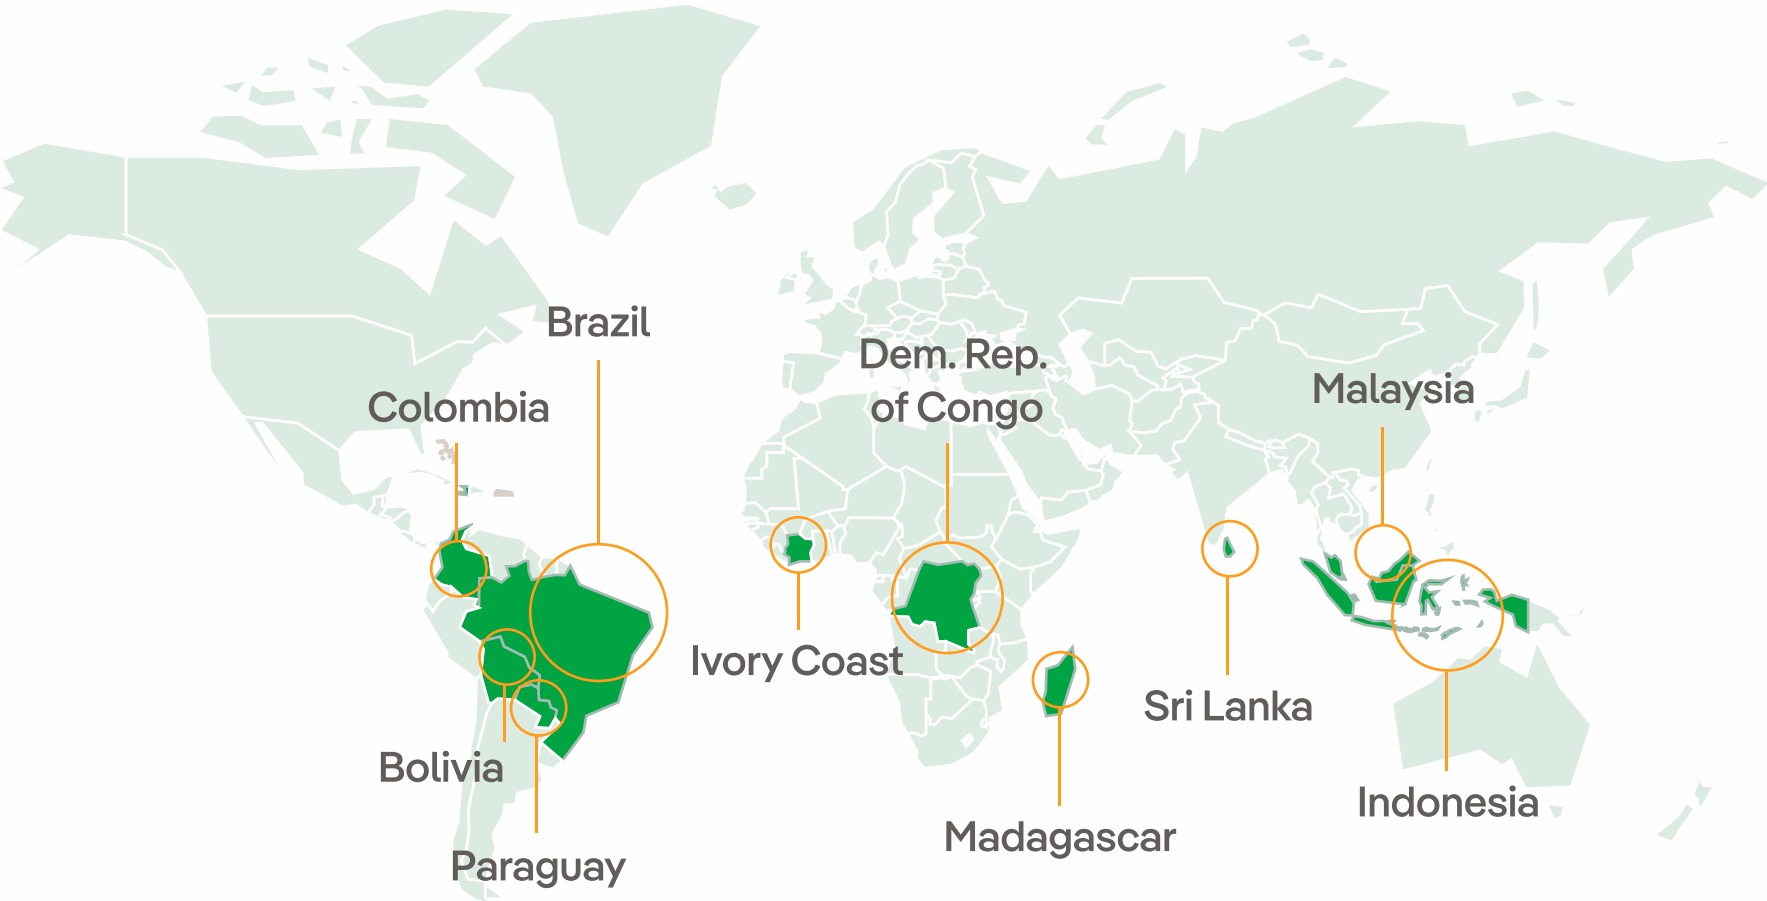 Brazil
Dem. Rep.
of Congo
Malaysia
Colombia
Ivory Coast
Sri Lanka
Bolivia
Indonesia
Madagascar
Paraguay